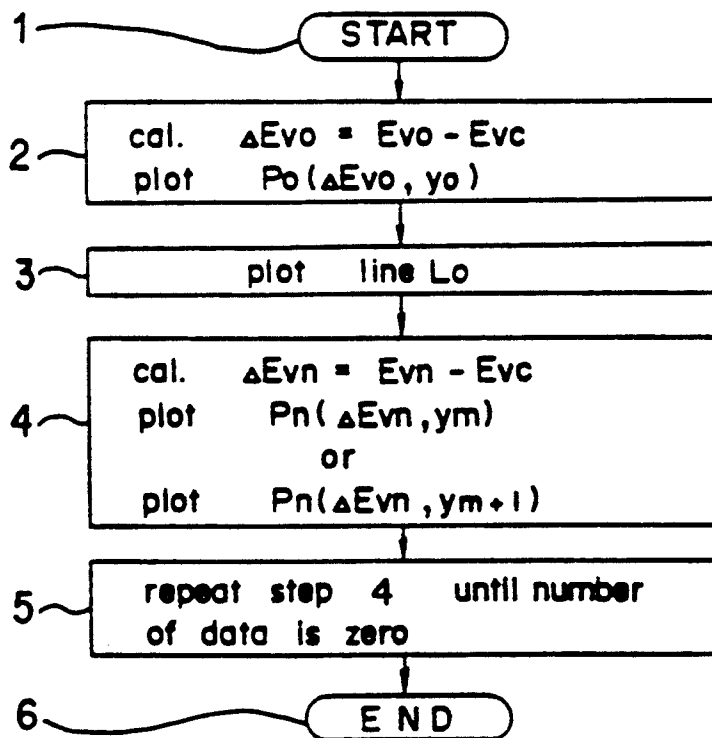 1 START
2 cal. ΔEvo = Evo - Evc
plot Po(ΔEvo, yo)
3 plot line Lo
4 cal. ΔEvn = Evn - Evc
plot Pn(ΔEvn, ym)
or
plot Pn(ΔEvn, ym+1)
5 repeat step 4 until number
of data is zero
6 END